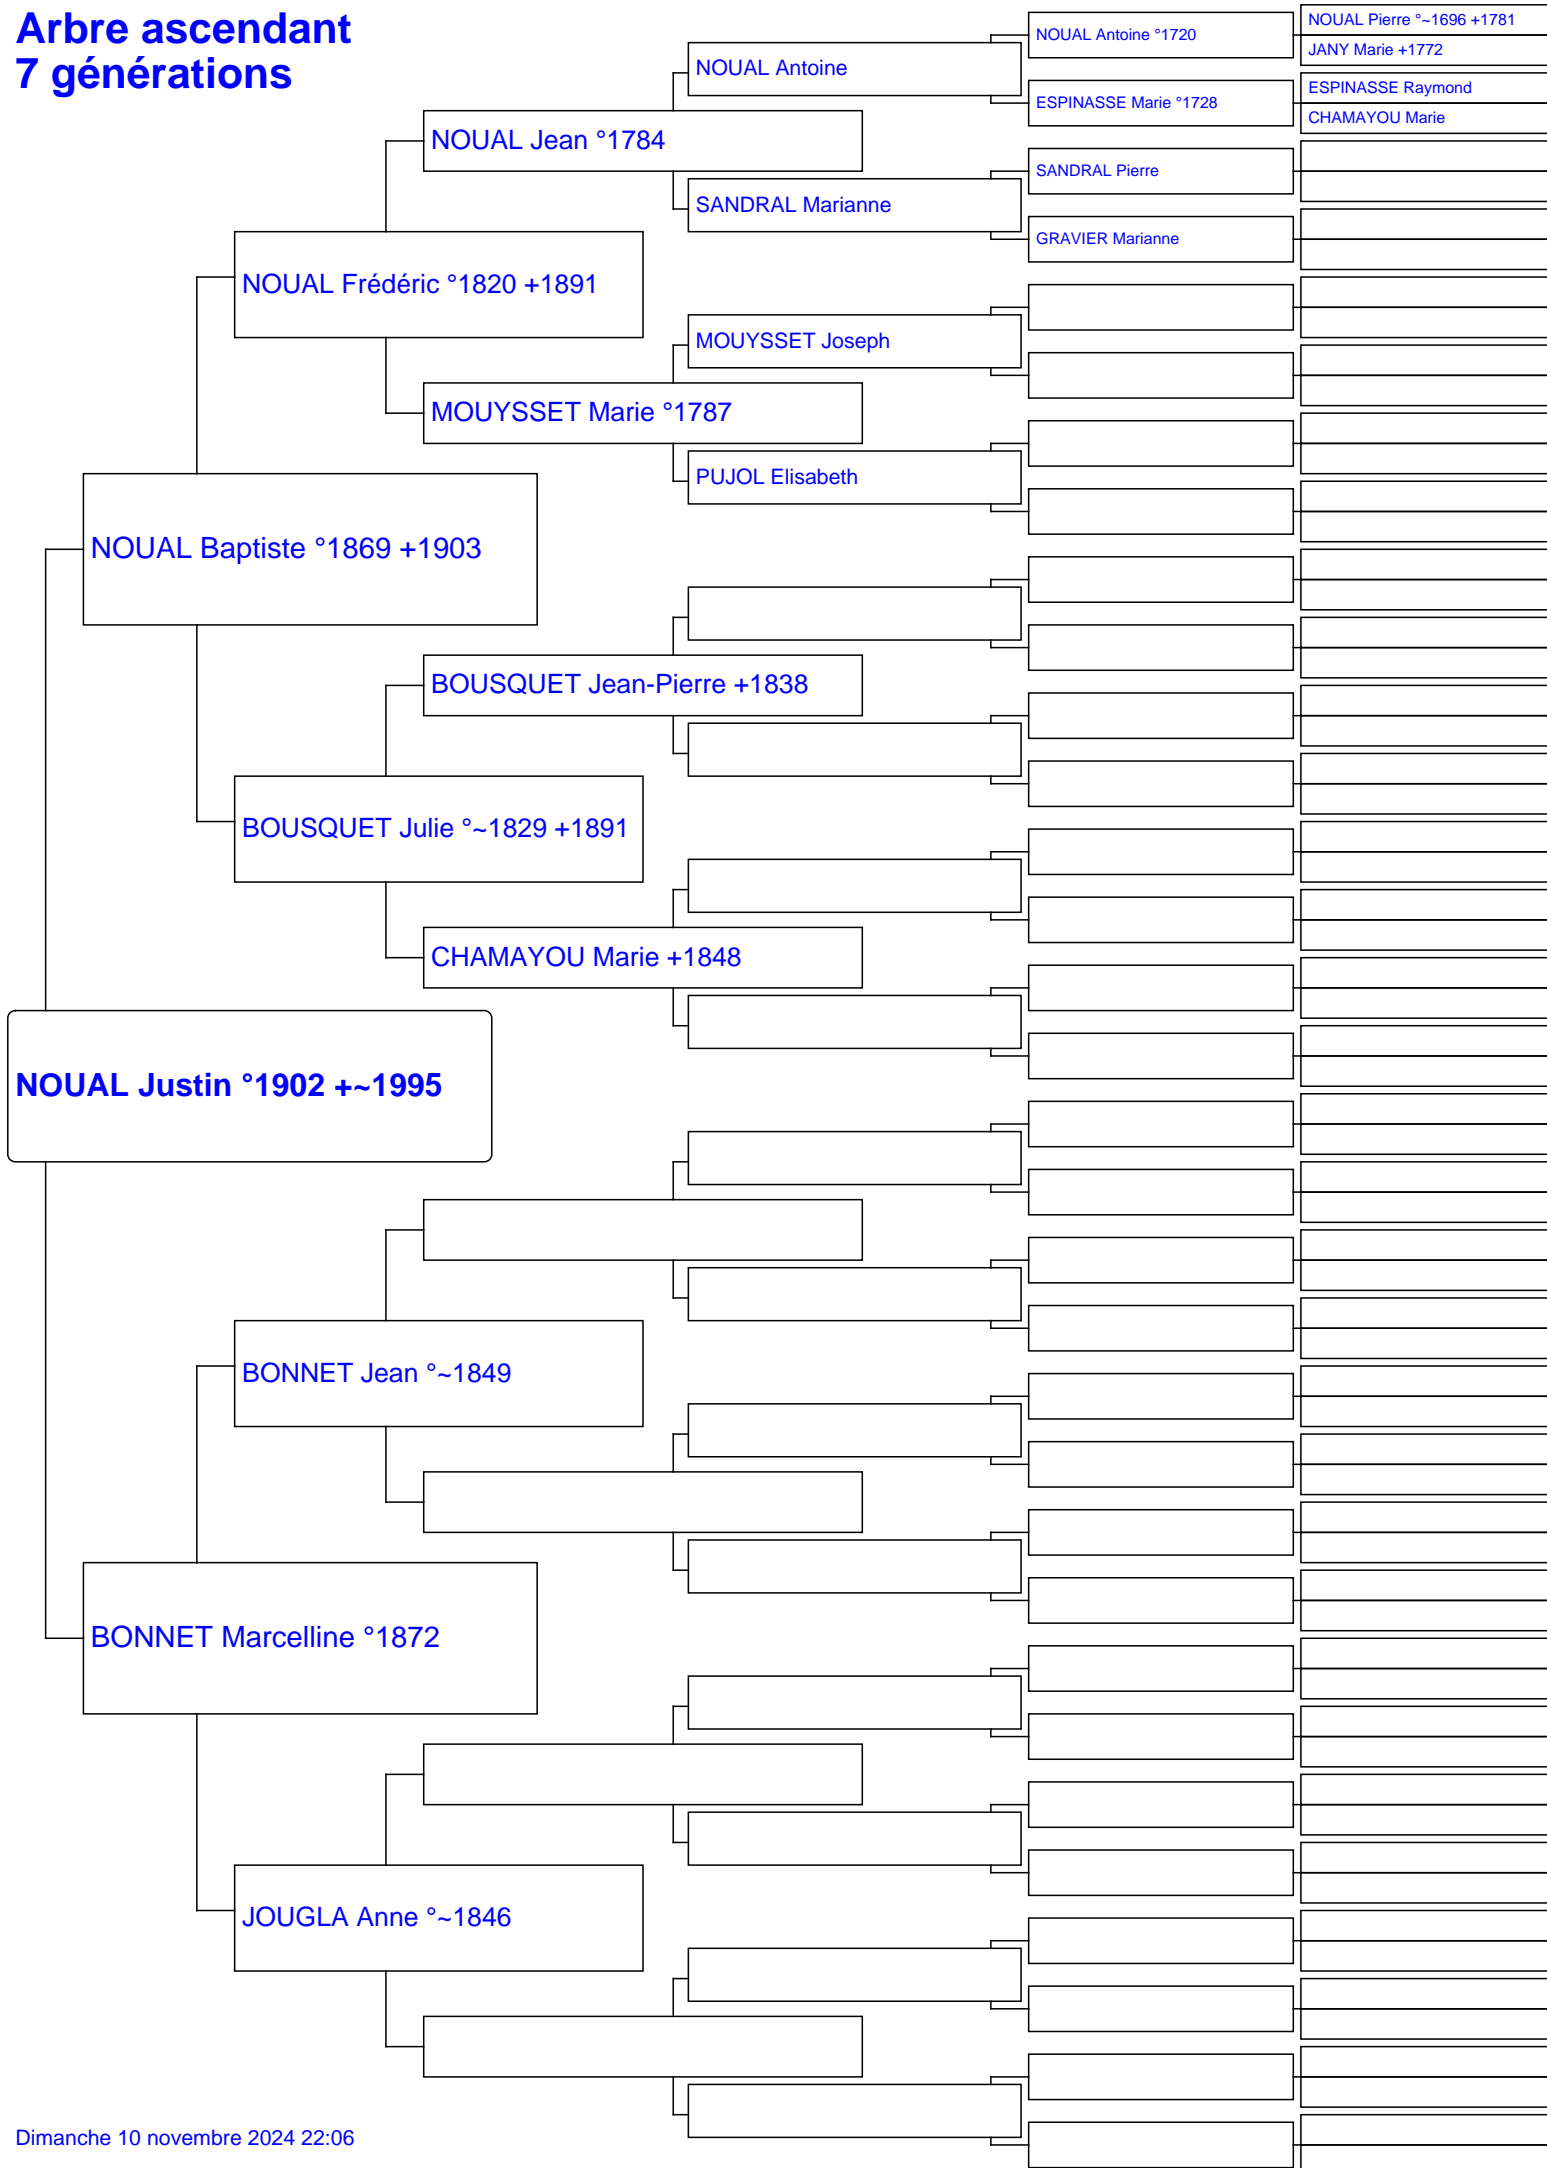 Arbre ascendant
7 générations
NOUAL Pierre °~1696 +1781
NOUAL Antoine °1720
JANY Marie +1772
NOUAL Antoine
ESPINASSE Raymond
ESPINASSE Marie °1728
CHAMAYOU Marie
NOUAL Jean °1784
SANDRAL Pierre
SANDRAL Marianne
GRAVIER Marianne
NOUAL Frédéric °1820 +1891
MOUYSSET Joseph
MOUYSSET Marie °1787
PUJOL Elisabeth
NOUAL Baptiste °1869 +1903
BOUSQUET Jean-Pierre +1838
BOUSQUET Julie °~1829 +1891
CHAMAYOU Marie +1848
NOUAL Justin °1902 +~1995
BONNET Jean °~1849
BONNET Marcelline °1872
JOUGLA Anne °~1846
Dimanche 10 novembre 2024 22:06